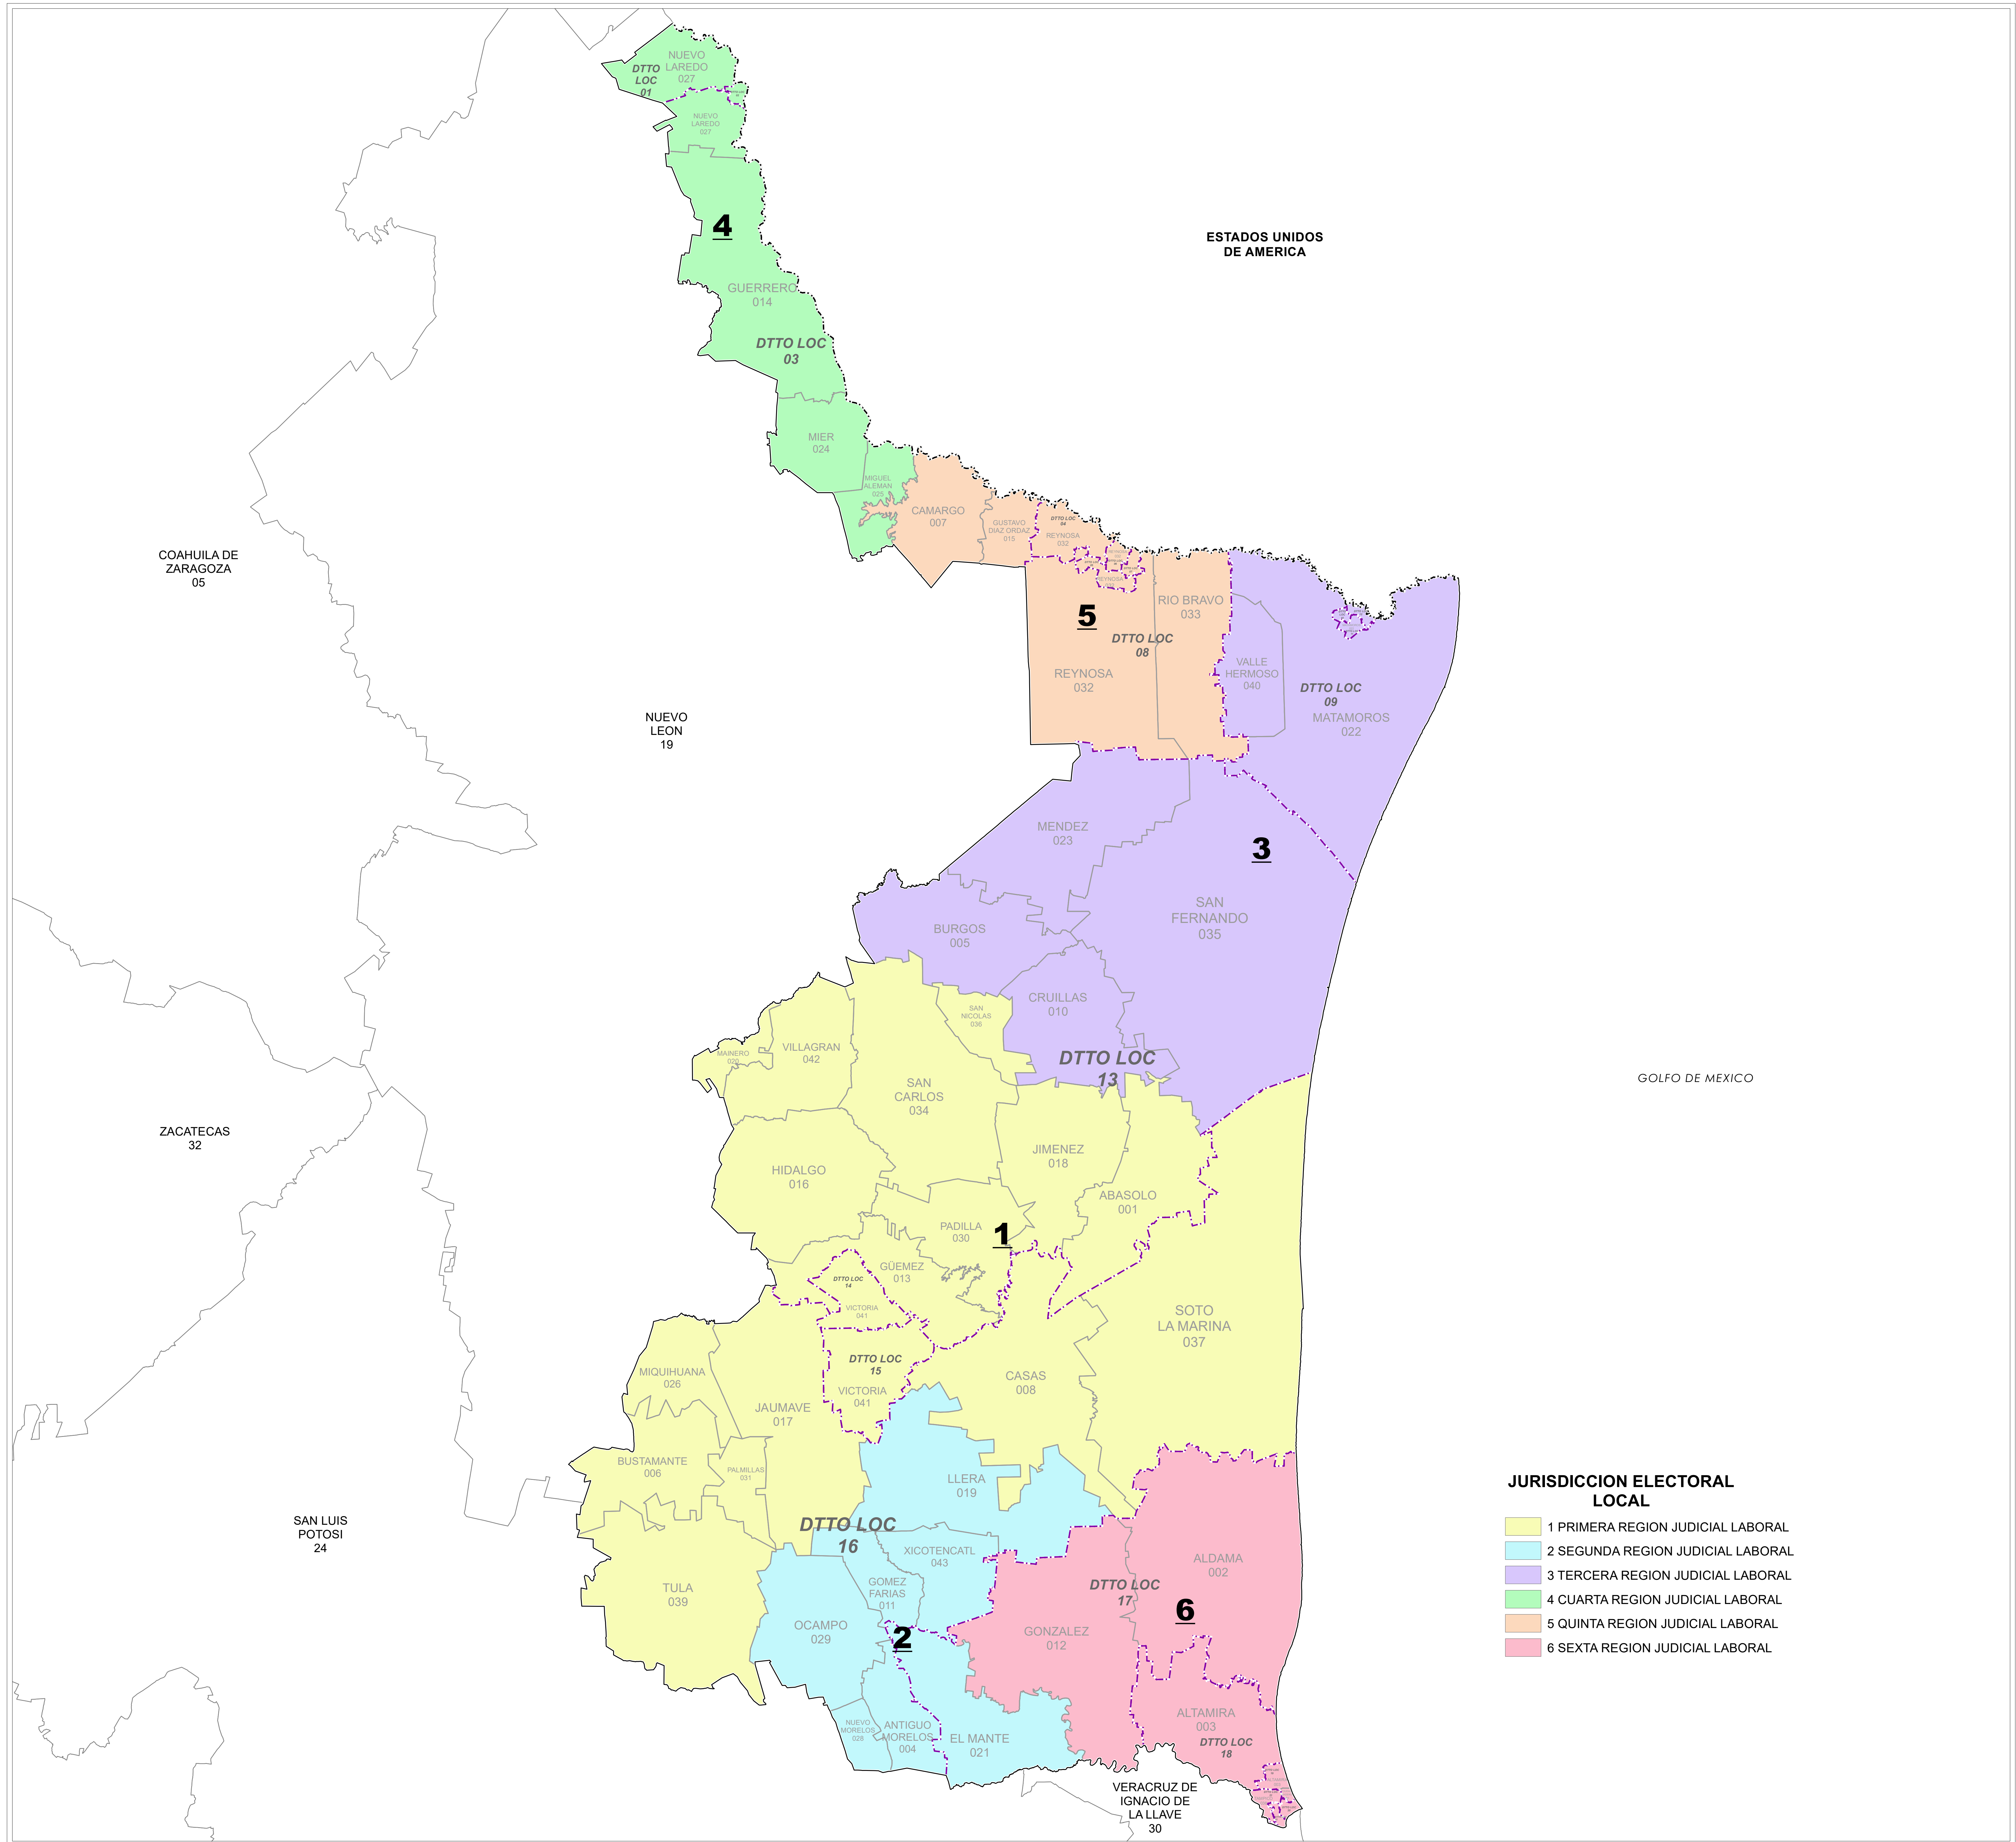 NUEVO
LAREDO
027
DTTO
LOC
01
NUEVO
LAREDO
027
4
ESTADOS UNIDOS
DE AMERICA
GUERRERO
014
DTTO LOC
03
MIER
024
MIGUEL
ALEMAN
025
CAMARGO
007
GUSTAVO
DIAZ ORDAZ
015
DTTO LOC
04
REYNOSA
032
REYNOSA
REYNOSA
COAHUILA DE
ZARAGOZA
05
5
RIO BRAVO
033
DTTO LOC
08
REYNOSA
032
VALLE
HERMOSO
040
DTTO LOC
09
MATAMOROS
022
NUEVO
LEON
19
MENDEZ
023
3
SAN
FERNANDO
035
BURGOS
005
CRUILLAS
010
SAN
NICOLAS
036
MAINERO
020
VILLAGRAN
042
DTTO LOC
13
SAN
CARLOS
034
GOLFO DE MEXICO
ZACATECAS
32
JIMENEZ
018
HIDALGO
016
ABASOLO
001
PADILLA
030
1
GÜEMEZ
013
DTTO LOC
14
VICTORIA
041
SOTO
LA MARINA
037
DTTO LOC
15
VICTORIA
041
CASAS
008
MIQUIHUANA
026
JAUMAVE
017
BUSTAMANTE
006
PALMILLAS
031
LLERA
019
SAN LUIS
POTOSI
24
DTTO LOC
16
XICOTENCATL
043
ALDAMA
002
TULA
039
GOMEZ
FARIAS
011
DTTO LOC
17
6
OCAMPO
029
2
GONZALEZ
012
NUEVO
MORELOS
028
ANTIGUO
MORELOS
004
EL MANTE
021
ALTAMIRA
003
DTTO LOC
18
VERACRUZ DE
IGNACIO DE
LA LLAVE
30
JURISDICCION ELECTORAL
LOCAL
1 PRIMERA REGION JUDICIAL LABORAL
2 SEGUNDA REGION JUDICIAL LABORAL
3 TERCERA REGION JUDICIAL LABORAL
4 CUARTA REGION JUDICIAL LABORAL
5 QUINTA REGION JUDICIAL LABORAL
6 SEXTA REGION JUDICIAL LABORAL